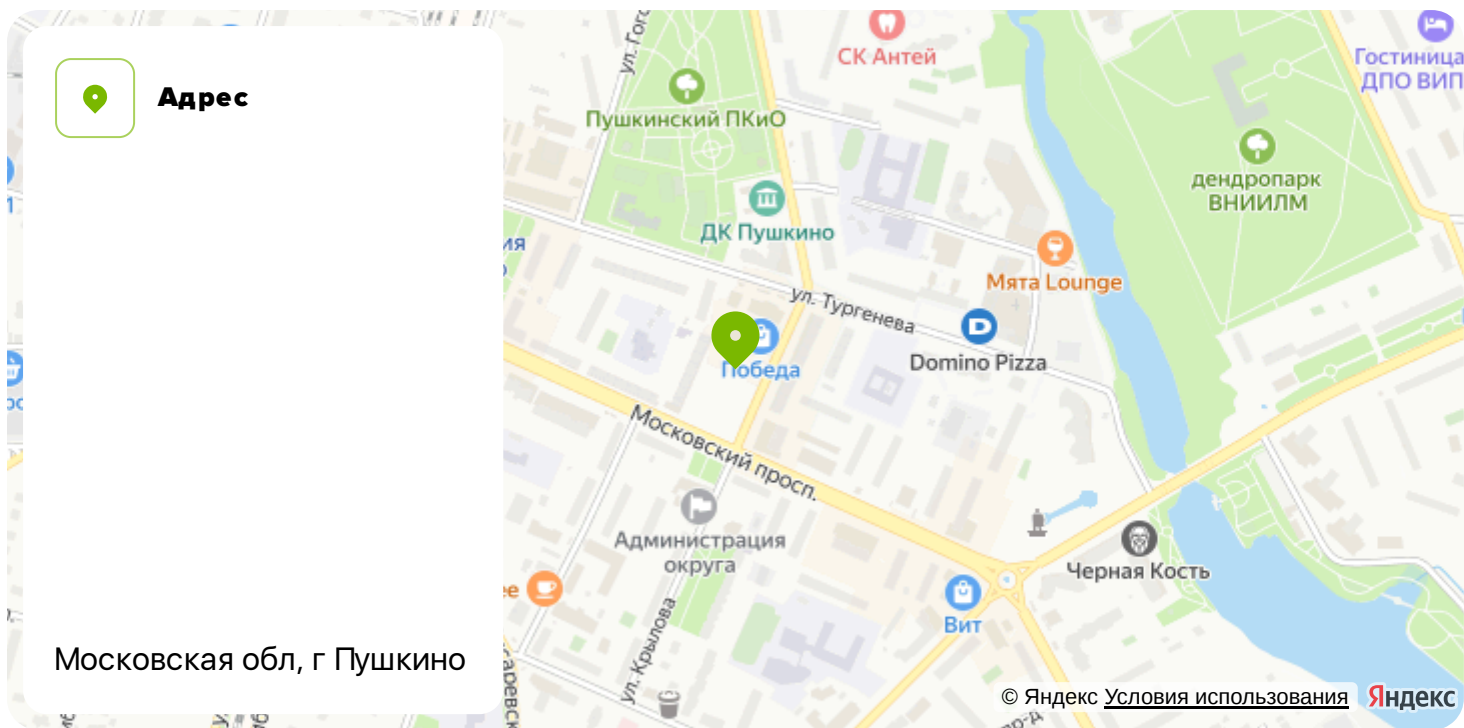 Адрес
Московская обл, г Пушкино
СК Антей
Гостиница
ДПО ВИП
Пушкинский ПКиО
дендропарк
ВНИИЛМ
ДК Пушкино
Мята Lounge
ул. Тургенева
Domino Pizza
Победа
Московский просп.
Администрация
округа
Черная Кость
Вит
ул. Крылова
© Яндекс Условия использования Яндекс